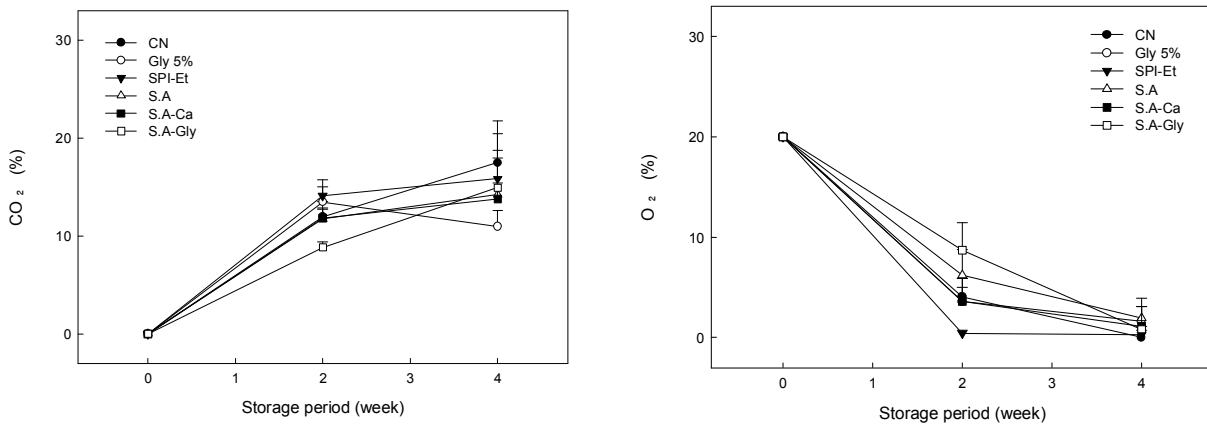 30
20
10
0
CO₂ (%)
CN
Gly 5%
SPI-Et
S.A
S.A-Ca
S.A-Gly
0 1 2 3 4
Storage period (week)
30
20
10
0
O₂ (%)
CN
Gly 5%
SPI-Et
S.A
S.A-Ca
S.A-Gly
0 1 2 3 4
Storage period (week)